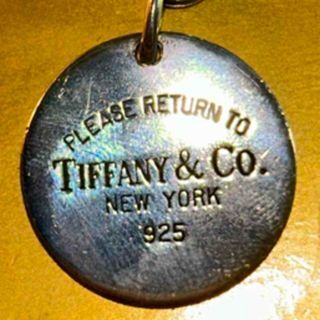 PLEASE RETURN TO
TIFFANY & CO.
NEW YORK
925